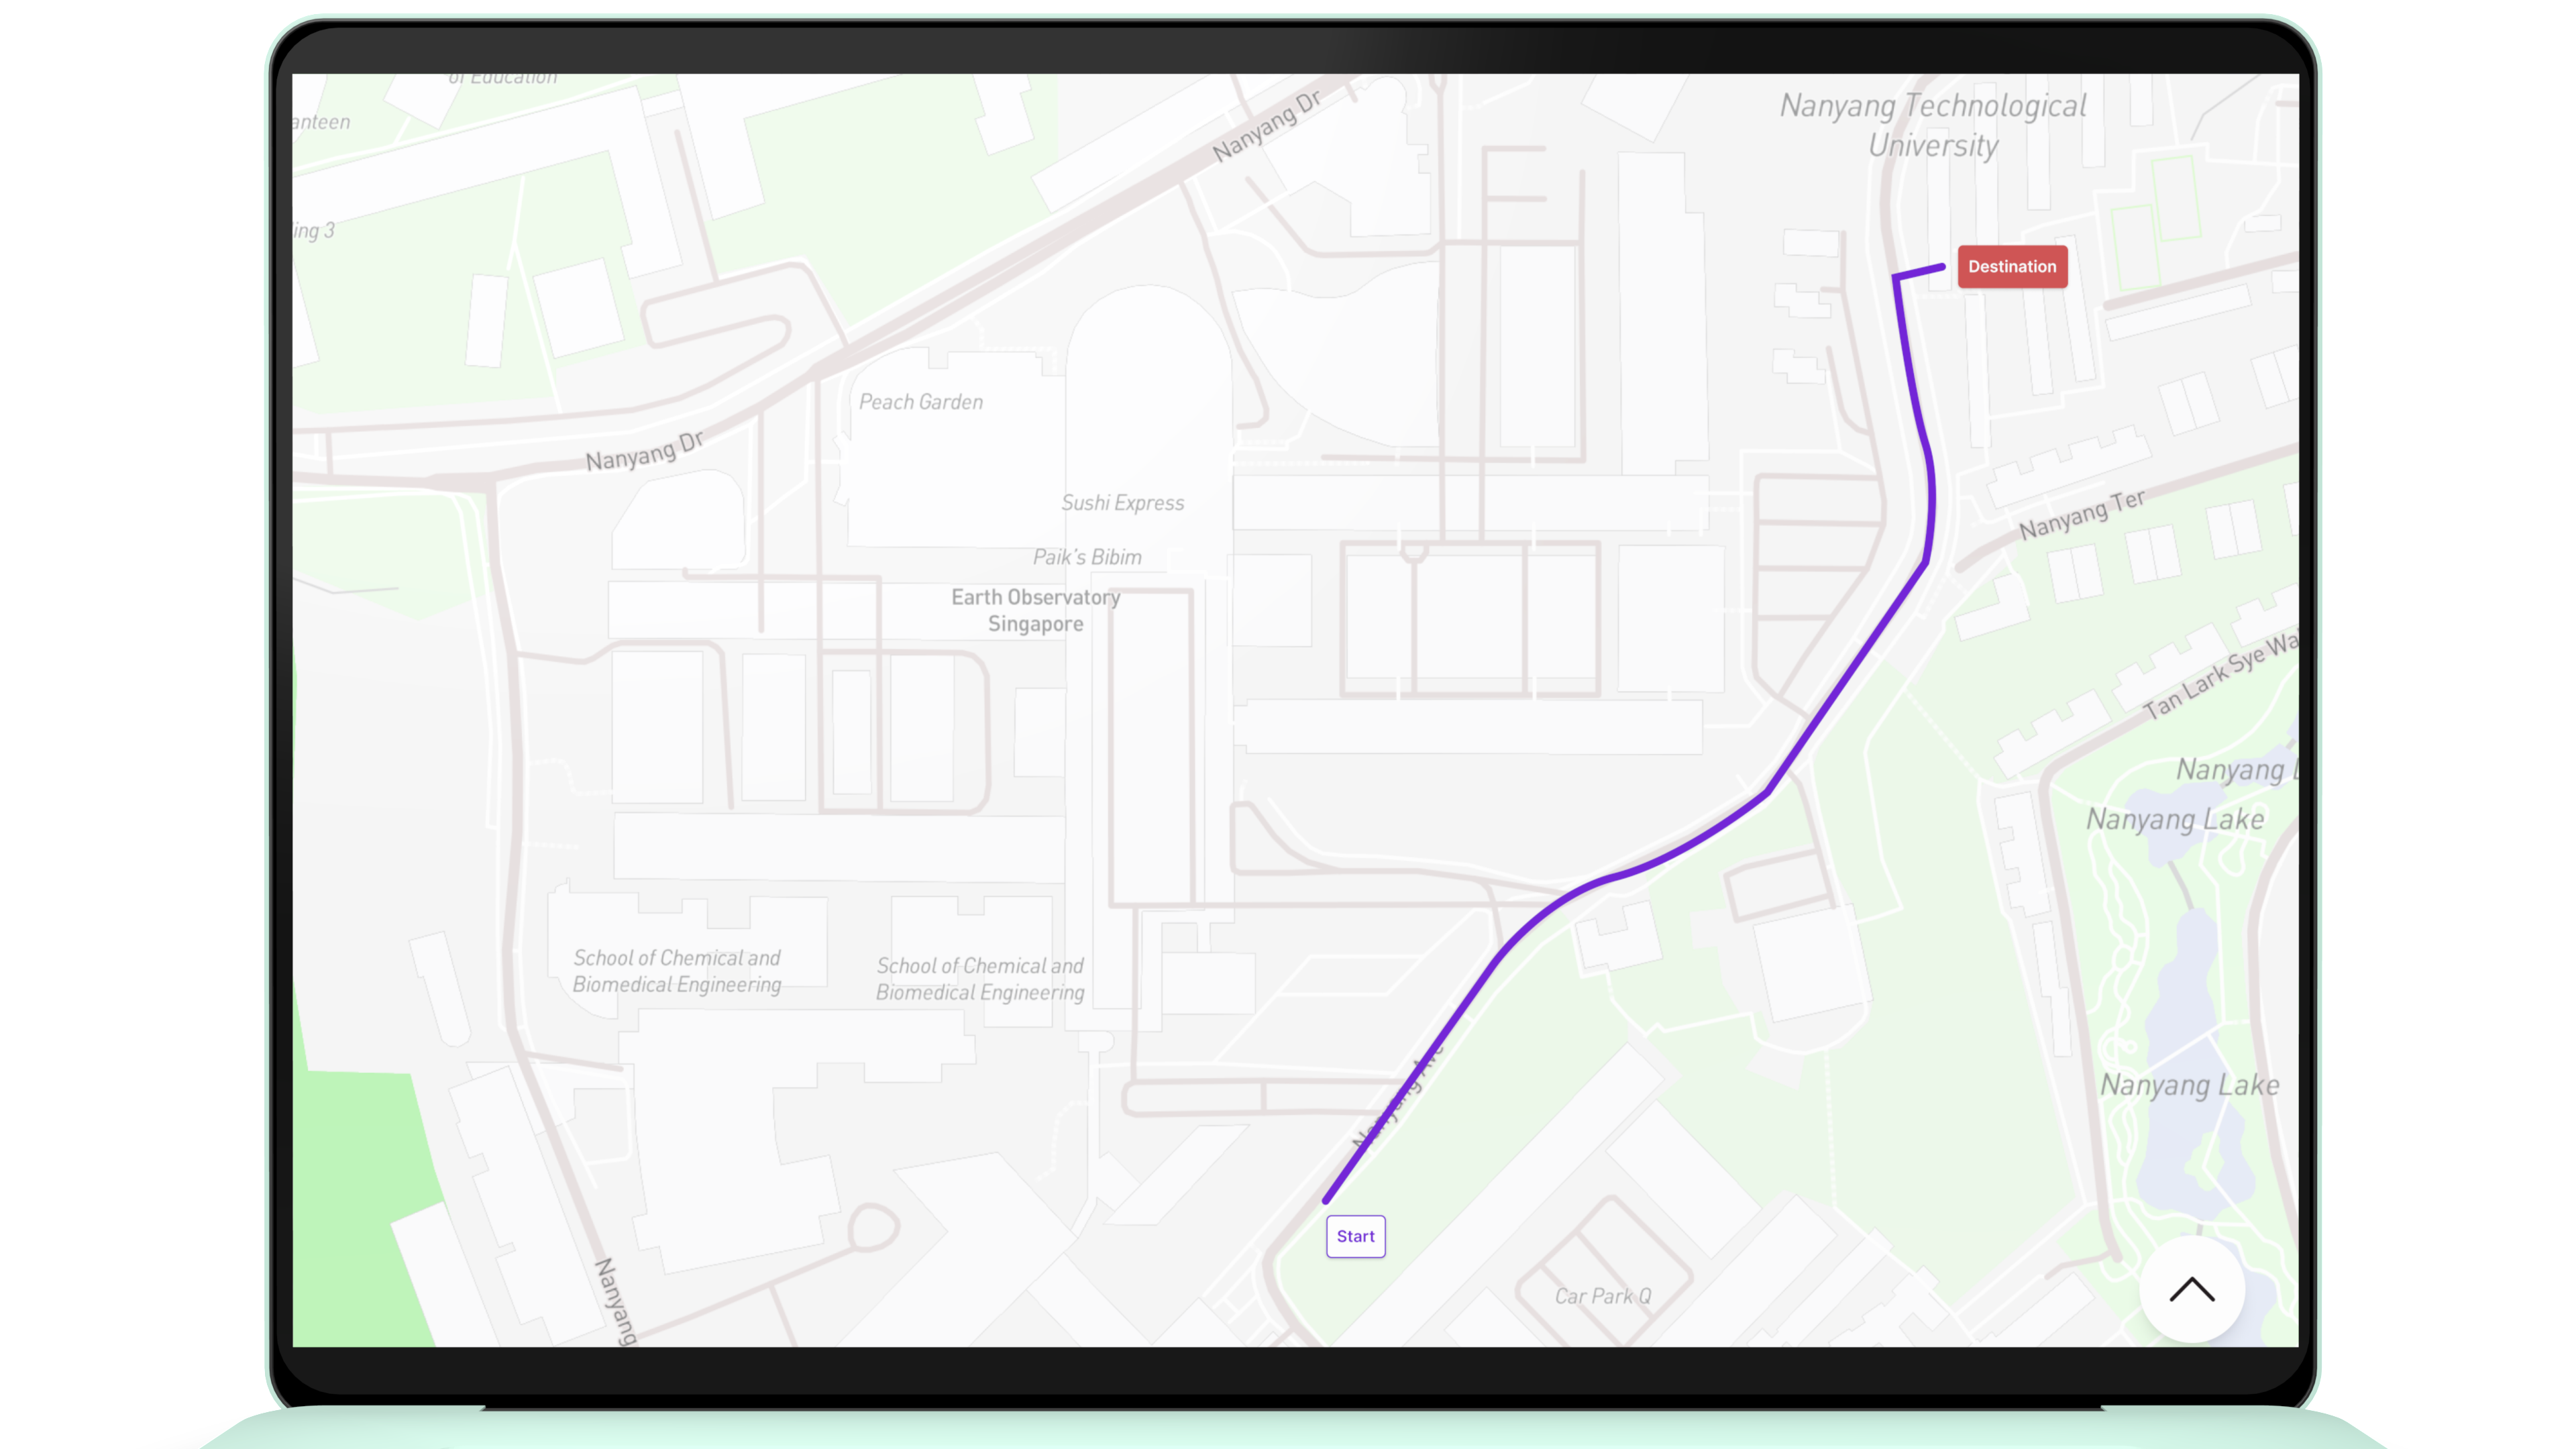 of Education
anteen
ing 3
Nanyang Dr
Nanyang Technological
University
Destination
Peach Garden
Nanyang Dr
Sushi Express
Paik's Bibim
Earth Observatory
Singapore
Nanyang Ter
Tan Lark Sye Wa
Nanyang L
Nanyang Lake
School of Chemical and
Biomedical Engineering
School of Chemical and
Biomedical Engineering
Nanyang Ave
Nanyang Lake
Start
Car Park Q
Nanyang